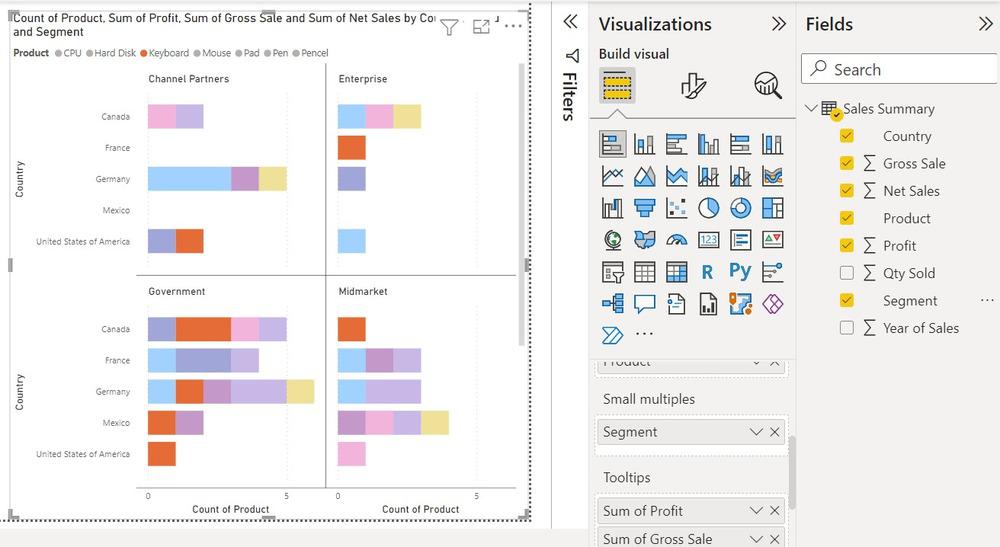 Count of Product, Sum of Profit, Sum of Gross Sale and Sum of Net Sales by
and Segment
Product CPU Hard Disk Keyboard Mouse Pad Pen Pencel
Channel Partners Enterprise
Country
Canada
France
Germany
Mexico
United States of America
Government Midmarket
Country
Canada
France
Germany
Mexico
United States of America
0 5 0 5
Count of Product Count of Product
Filters
Visualizations
Build visual
123
R Py
Product
Small multiples
Segment
Tooltips
Sum of Profit
Sum of Gross Sale
Fields
Search
Sales Summary
Country
Σ Gross Sale
Σ Net Sales
Product
Σ Profit
Σ Qty Sold
Segment
Σ Year of Sales